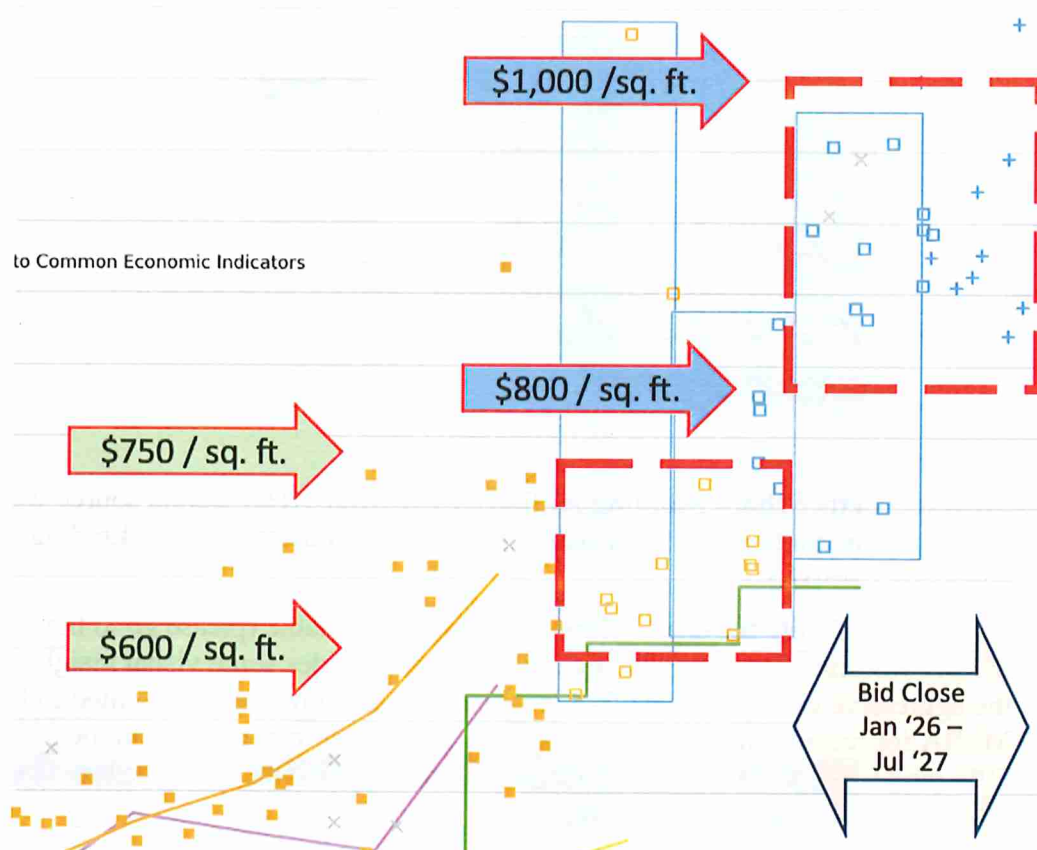 $1,000 /sq. ft.
to Common Economic Indicators
$800 / sq. ft.
$750 / sq. ft.
$600 / sq. ft.
Bid Close
Jan ‘26 –
Jul ‘27